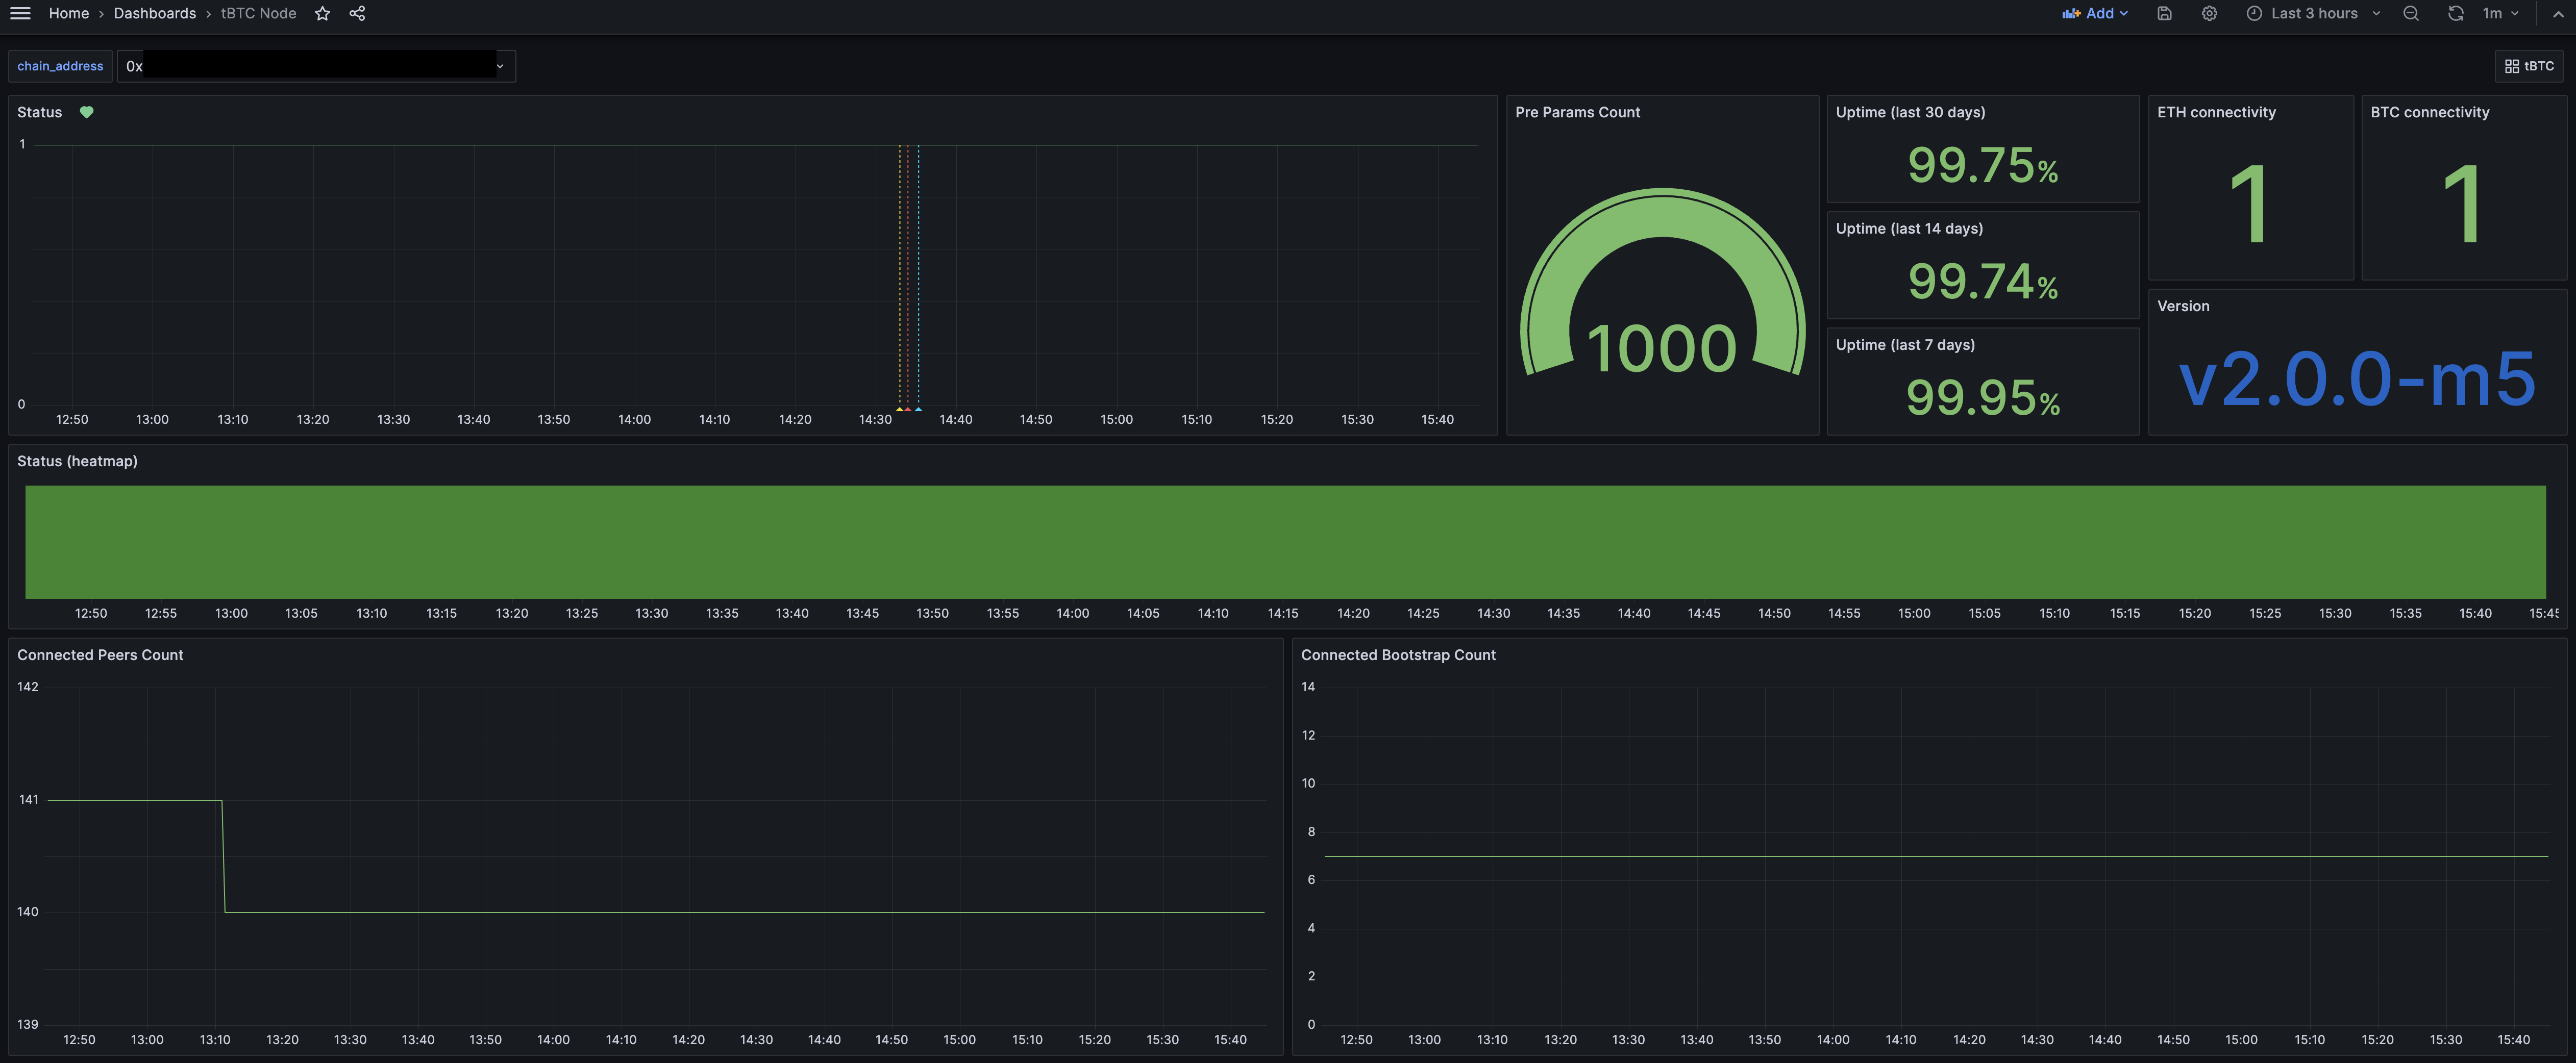 Home › Dashboards › tBTC Node
Add
Last 3 hours
1m
chain_address
0x
tBTC
Status
1
0
12:50 13:00 13:10 13:20 13:30 13:40 13:50 14:00 14:10 14:20 14:30 14:40 14:50 15:00 15:10 15:20 15:30 15:40
Pre Params Count
1000
Uptime (last 30 days)
99.75%
Uptime (last 14 days)
99.74%
Uptime (last 7 days)
99.95%
ETH connectivity
1
BTC connectivity
1
Version
v2.0.0-m5
Status (heatmap)
12:50 12:55 13:00 13:05 13:10 13:15 13:20 13:25 13:30 13:35 13:40 13:45 13:50 13:55 14:00 14:05 14:10 14:15 14:20 14:25 14:30 14:35 14:40 14:45 14:50 14:55 15:00 15:05 15:10 15:15 15:20 15:25 15:30 15:35 15:40 15:45
Connected Peers Count
142
141
140
139
12:50 13:00 13:10 13:20 13:30 13:40 13:50 14:00 14:10 14:20 14:30 14:40 14:50 15:00 15:10 15:20 15:30 15:40
Connected Bootstrap Count
14
12
10
8
6
4
2
0
12:50 13:00 13:10 13:20 13:30 13:40 13:50 14:00 14:10 14:20 14:30 14:40 14:50 15:00 15:10 15:20 15:30 15:40